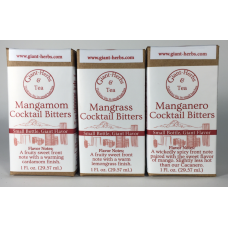 www.giant-herbs.com
Giant-Herbs
&
Tea
Mangamom
Cocktail Bitters
Small Bottle, Giant Flavor
Flavor Notes:
A fruity sweet front
note with a warming
cardamom finish.
1 Fl. oz. (29.57 mL)
www.giant-herbs.com
Giant-Herbs
&
Tea
Mangrass
Cocktail Bitters
Small Bottle, Giant Flavor
Flavor Notes:
A fruity sweet front
note with a warm
lemongrass finish.
1 Fl. oz. (29.57 mL)
www.giant-herbs.com
Giant-Herbs
&
Tea
Manganero
Cocktail Bitters
Small Bottle, Giant Flavor
Flavor Notes:
A wickedly spicy front note
paired with the sweet flavor
of mango. Slightly less hot
than our Caranero.
1 Fl. oz. (29.57 mL)